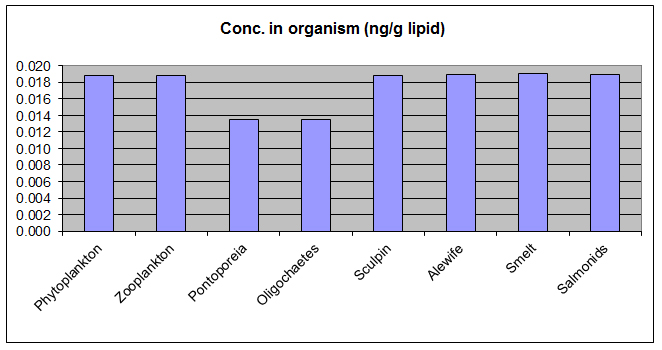 Conc. in organism (ng/g lipid)
0.020
0.018
0.016
0.014
0.012
0.010
0.008
0.006
0.004
0.002
0.000
Phytoplankton
Zooplankton
Pontoporeia
Oligochaetes
Sculpin
Alewife
Smelt
Salmonids